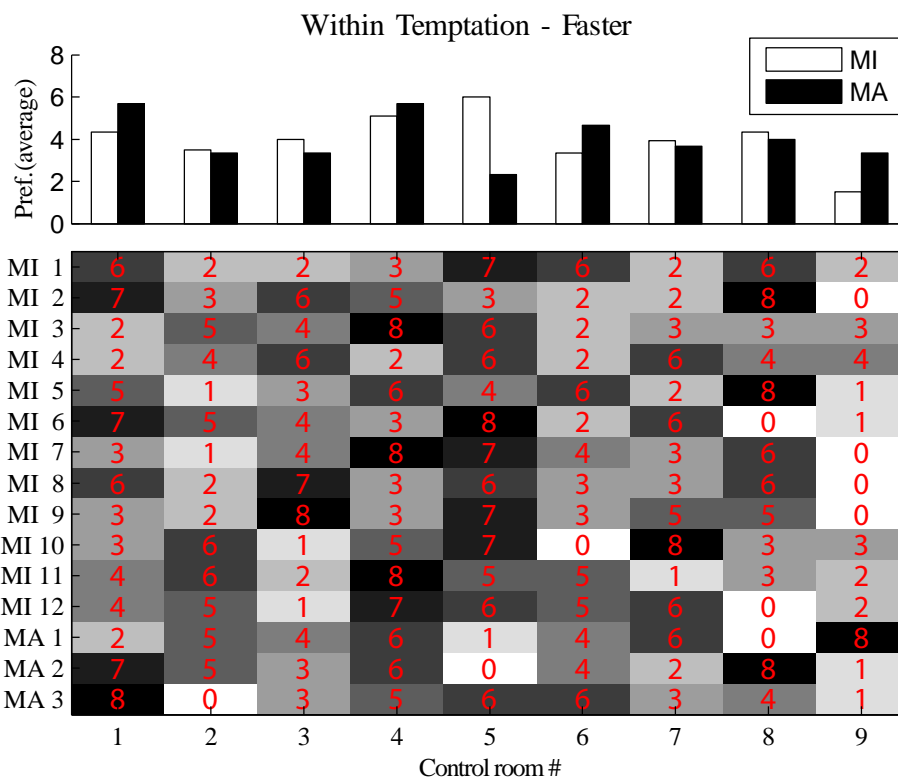 Within Temptation - Faster
MI
MA
Pref.(average)
8
6
4
2
0
MI 1 6 2 2 3 7 6 2 6 2
MI 2 7 3 6 5 3 2 2 8 0
MI 3 2 5 4 8 6 2 3 3 3
MI 4 2 4 6 2 6 2 6 4 4
MI 5 5 1 3 6 4 6 2 8 1
MI 6 7 5 4 3 8 2 6 0 1
MI 7 3 1 4 8 7 4 3 6 0
MI 8 6 2 7 3 6 3 3 6 0
MI 9 3 2 8 3 7 3 5 5 0
MI 10 3 6 1 5 7 0 8 3 3
MI 11 4 6 2 8 5 5 1 3 2
MI 12 4 5 1 7 6 5 6 0 2
MA 1 2 5 4 6 1 4 6 0 8
MA 2 7 5 3 6 0 4 2 8 1
MA 3 8 0 3 5 6 6 3 4 1
1 2 3 4 5 6 7 8 9
Control room #